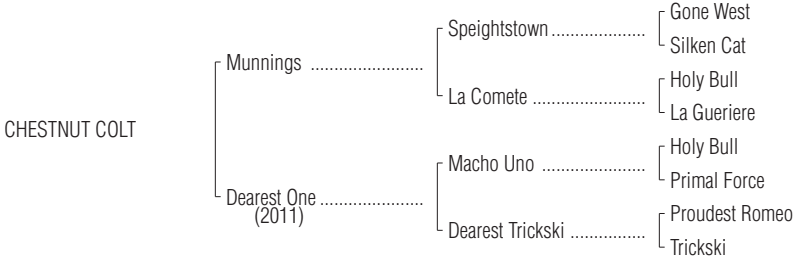 CHESTNUT COLT
Munnings ........................
Dearest One ......................
(2011)
Speightstown ....................
La Comete ........................
Macho Uno ......................
Dearest Trickski ................
Gone West
Silken Cat
Holy Bull
La Gueriere
Holy Bull
Primal Force
Proudest Romeo
Trickski